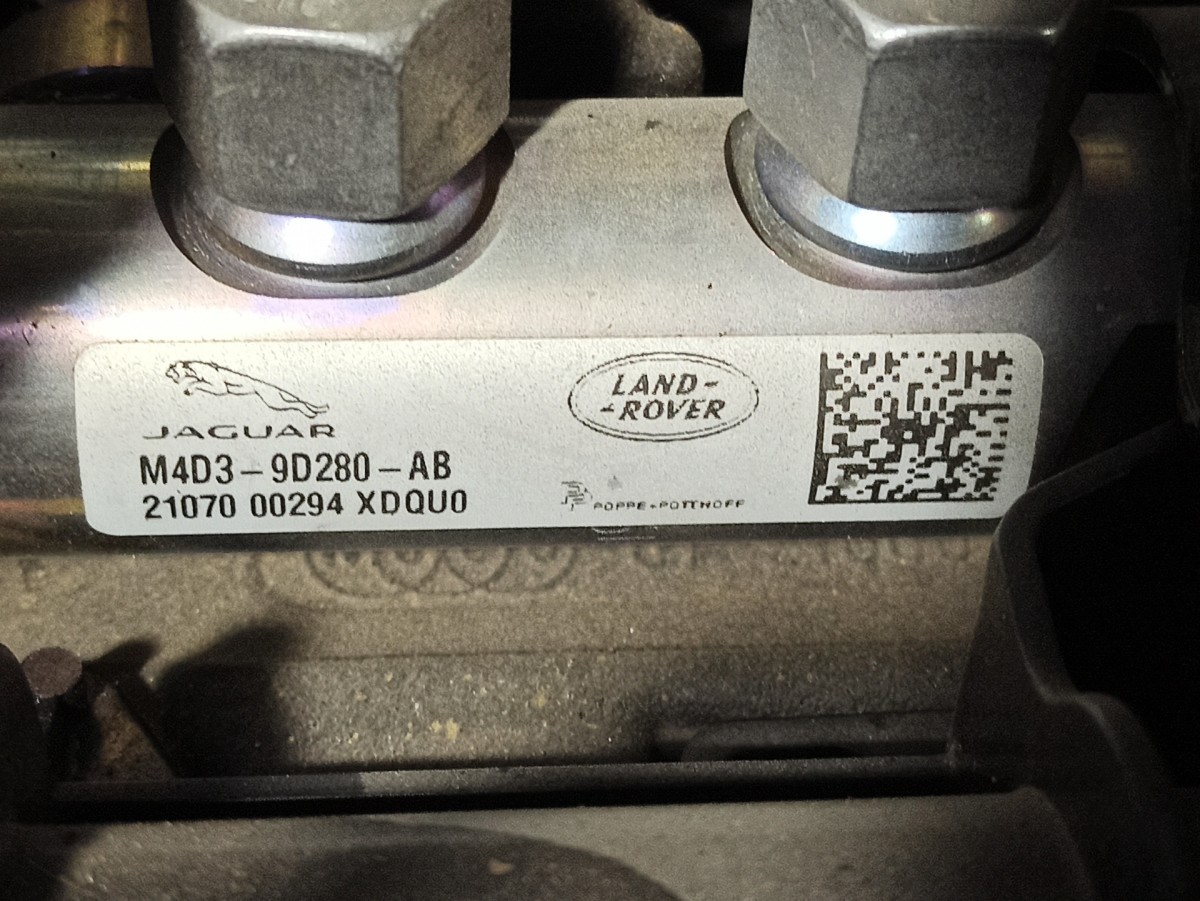 JAGUAR
LAND-
-ROVER
M4D3-9D280-AB
21070 00294 XDQU0
POPPE+POTTHOFF